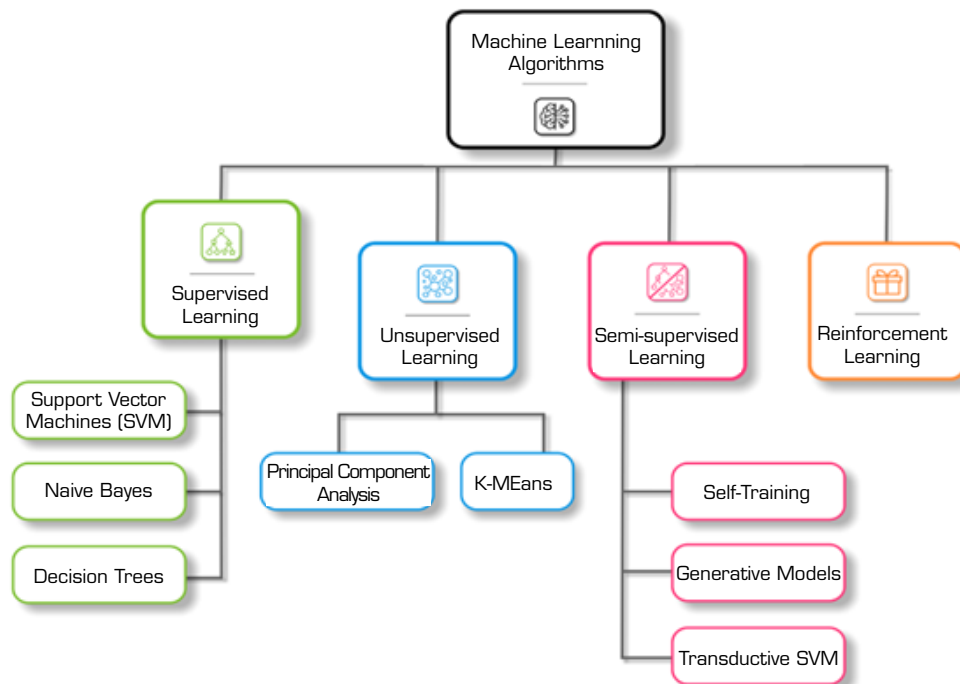 Machine Learnning
Algorithms
Supervised
Learning
Unsupervised
Learning
Semi-supervised
Learning
Reinforcement
Learning
Support Vector
Machines (SVM)
Naive Bayes
Decision Trees
Principal Component
Analysis
K-MEans
Self-Training
Generative Models
Transductive SVM